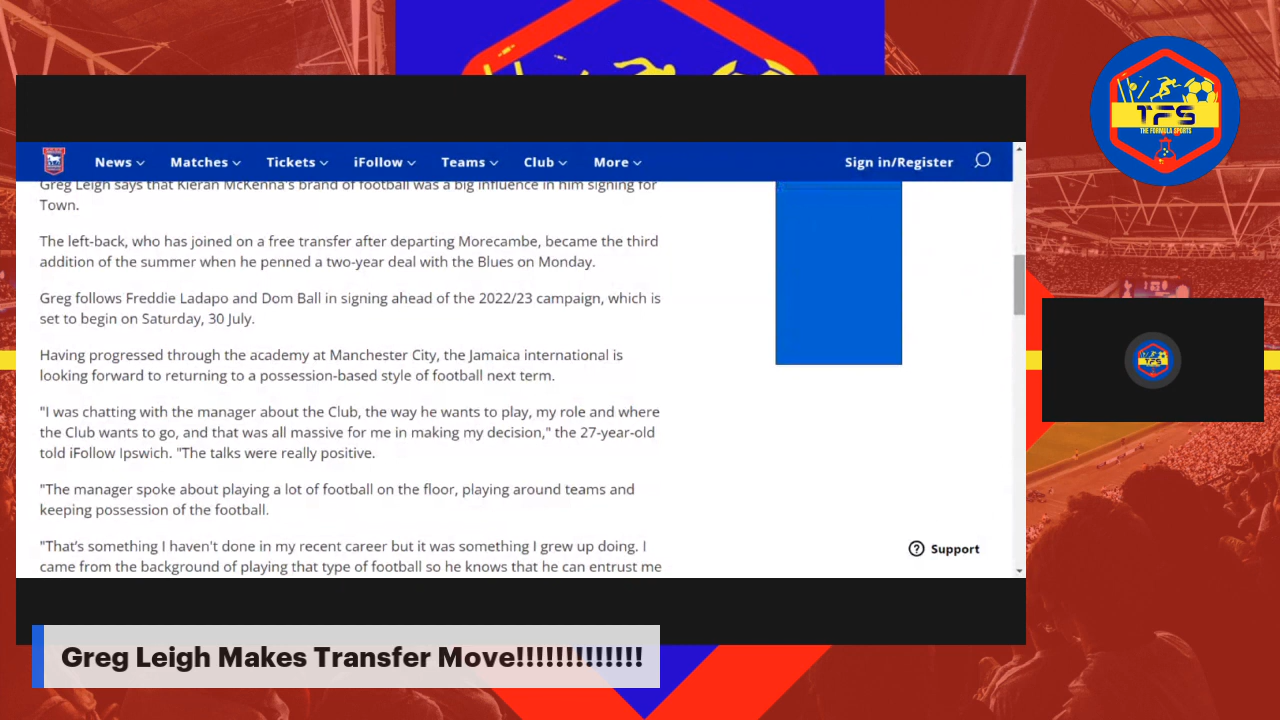 TFS
THE FORMULA SPORTS
News
Matches
Tickets
iFollow
Teams
Club
More
Sign in/Register
Greg Leigh says that Kieran McKenna's brand of football was a big influence in him signing for
Town.
The left-back, who has joined on a free transfer after departing Morecambe, became the third
addition of the summer when he penned a two-year deal with the Blues on Monday.
Greg follows Freddie Ladapo and Dom Ball in signing ahead of the 2022/23 campaign, which is
set to begin on Saturday, 30 July.
Having progressed through the academy at Manchester City, the Jamaica international is
looking forward to returning to a possession-based style of football next term.
"I was chatting with the manager about the Club, the way he wants to play, my role and where
the Club wants to go, and that was all massive for me in making my decision," the 27-year-old
told iFollow Ipswich. "The talks were really positive.
"The manager spoke about playing a lot of football on the floor, playing around teams and
keeping possession of the football.
"That's something I haven't done in my recent career but it was something I grew up doing. I
came from the background of playing that type of football so he knows that he can entrust me
Support
TFS
Greg Leigh Makes Transfer Move!!!!!!!!!!!!!